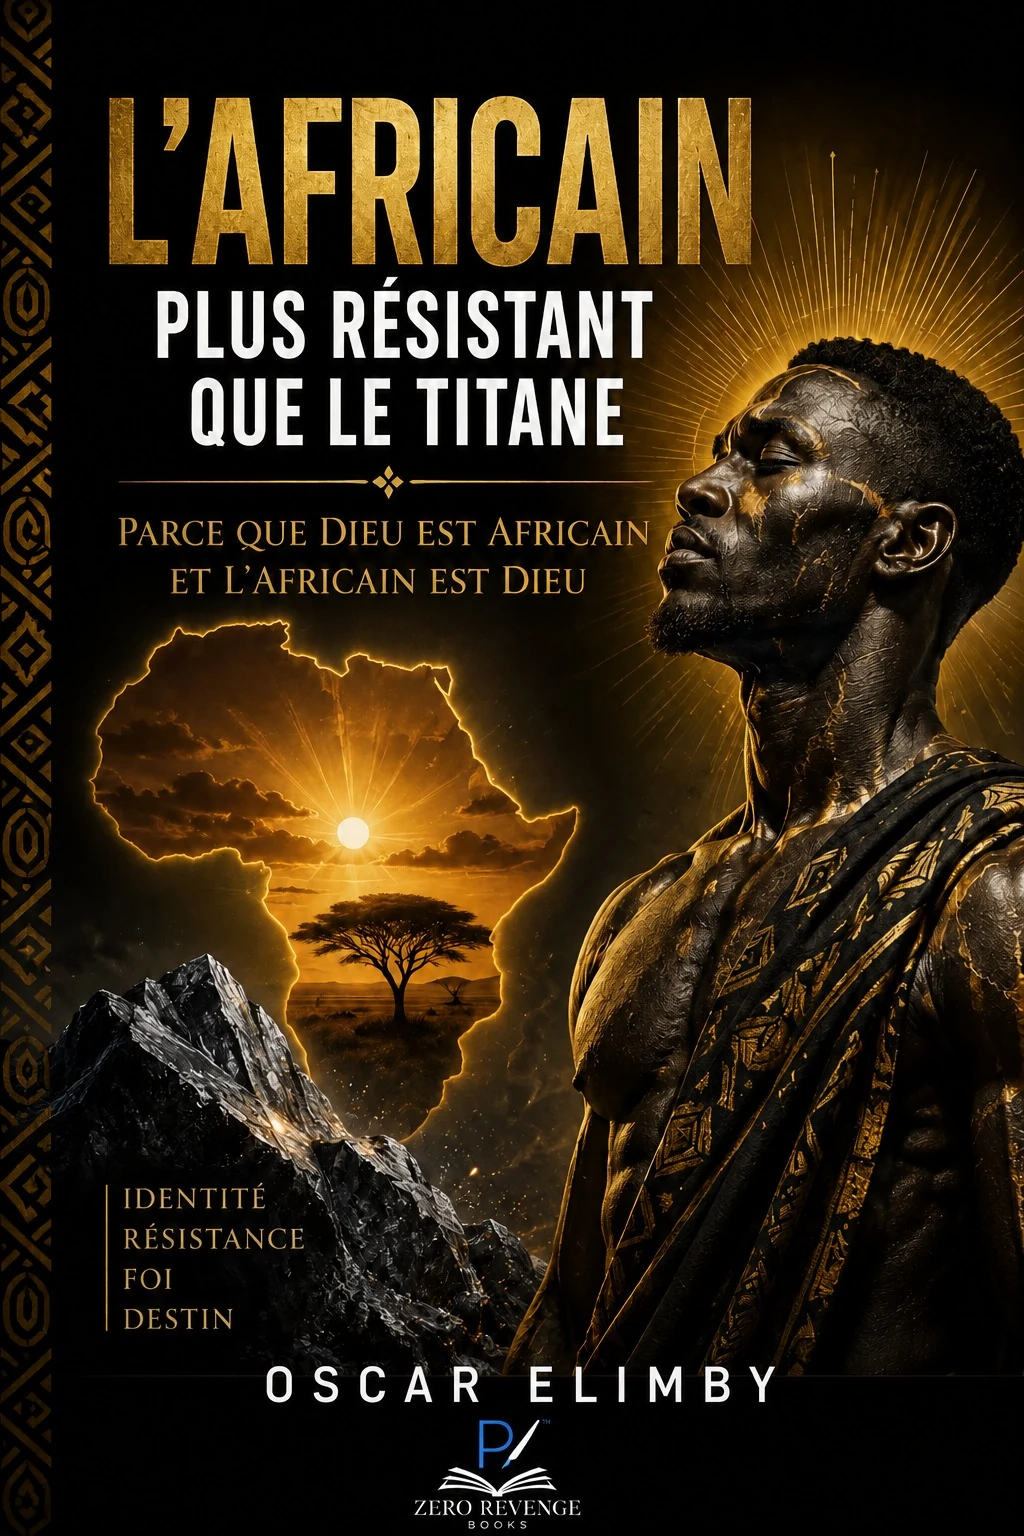 L'AFRICAIN
PLUS RÉSISTANT
QUE LE TITANE
PARCE QUE DIEU EST AFRICAIN
ET L'AFRICAIN EST DIEU
IDENTITÉ
RÉSISTANCE
FOI
DESTIN
OSCAR ELIMBY
P™
ZERO REVENGE
BOOKS